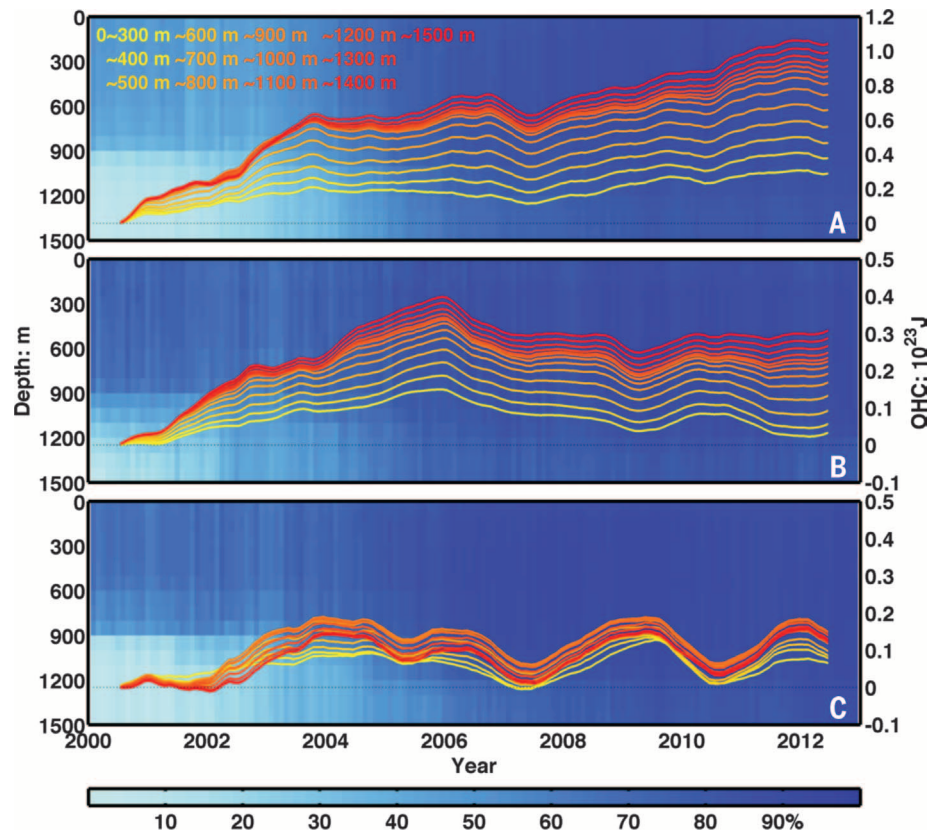 0 1.2
0~300 m ~600 m ~900 m ~1200 m ~1500 m
~400 m ~700 m ~1000 m ~1300 m
~500 m ~800 m ~1100 m ~1400 m
300 1.0
600 0.8
900 0.6
1200 0.4
1500 0.2
0
A
0 0.5
300 0.4
600 0.3
900 0.2
1200 0.1
1500 0
-0.1
B
Depth: m
OHC: 10²³J
0 0.5
300 0.4
600 0.3
900 0.2
1200 0.1
1500 0
-0.1
C
2000 2002 2004 2006 2008 2010 2012
Year
10 20 30 40 50 60 70 80 90%